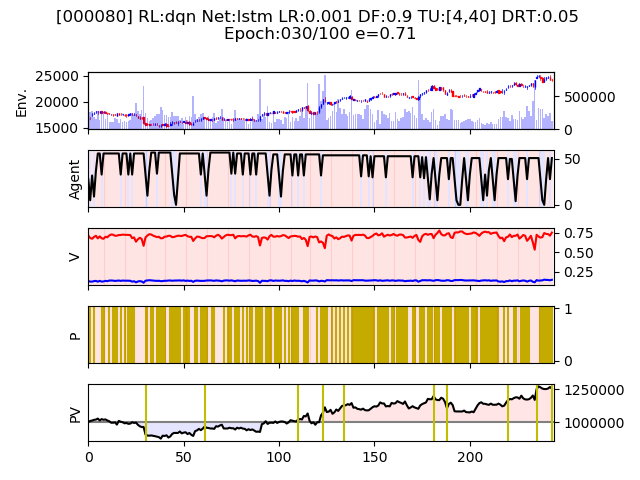 [000080] RL:dqn Net:lstm LR:0.001 DF:0.9 TU:[4,40] DRT:0.05
Epoch:030/100 e=0.71
Env.
25000
20000
15000
500000
0
Agent
50
0
V
0.75
0.50
0.25
P
1
0
PV
1250000
1000000
0
50
100
150
200